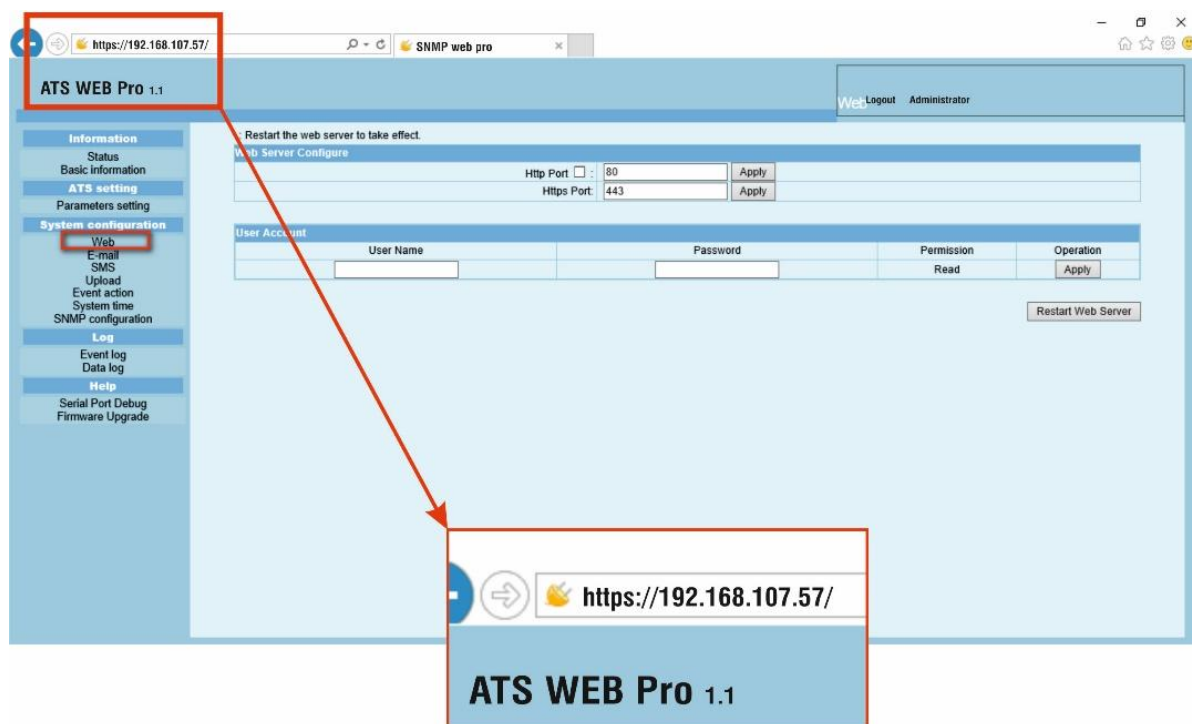 https://192.168.107.57/
SNMP web pro
ATS WEB Pro 1.1
Web Logout Administrator
Information
Status
Basic information
ATS setting
Parameters setting
System configuration
Web
E-mail
SMS
Upload
Event action
System time
SNMP configuration
Log
Event log
Data log
Help
Serial Port Debug
Firmware Upgrade
: Restart the web server to take effect.
Web Server Configure
Http Port : 80 Apply
Https Port: 443 Apply
User Account
User Name Password Permission Operation
Read Apply
Restart Web Server
https://192.168.107.57/
ATS WEB Pro 1.1